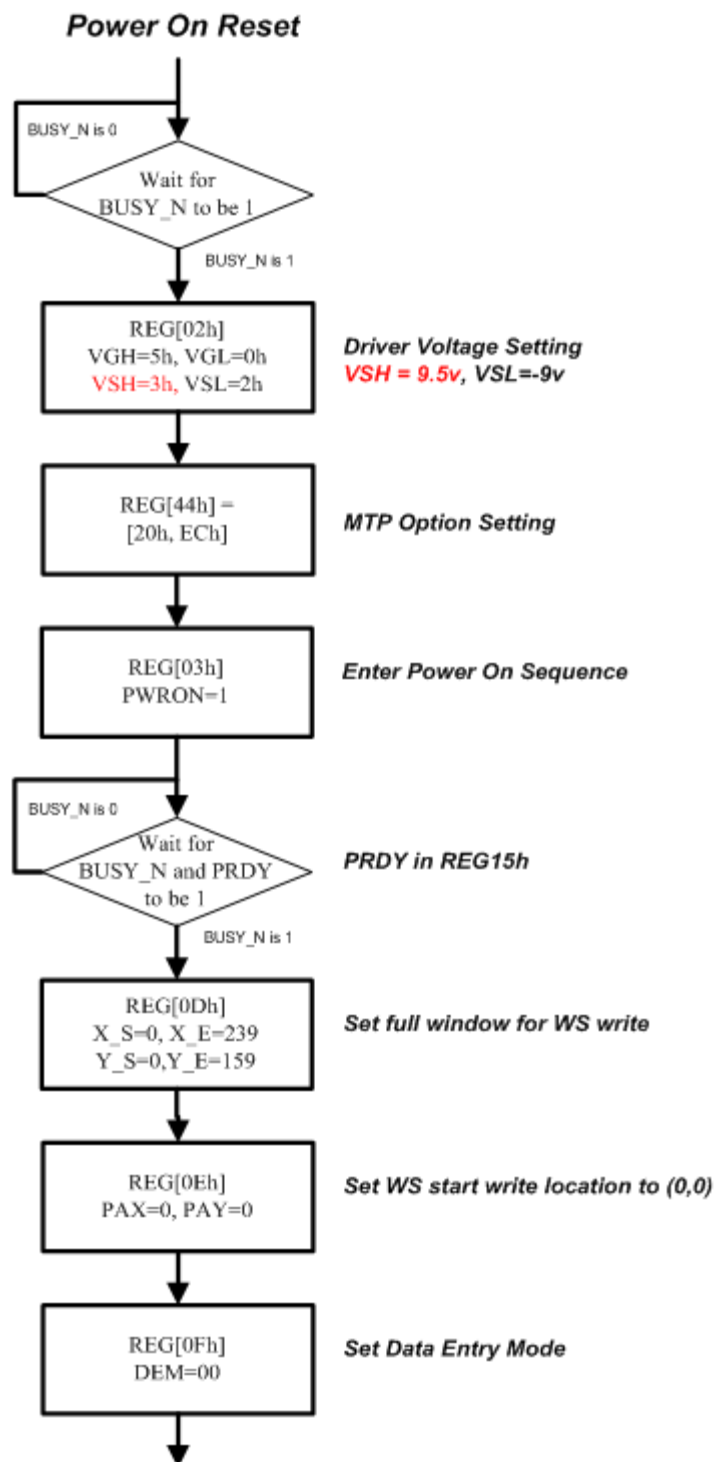 Power On Reset
BUSY_N is 0
Wait for
BUSY_N to be 1
BUSY_N is 1
REG[02h]
VGH=5h, VGL=0h
VSH=3h, VSL=2h
Driver Voltage Setting
VSH = 9.5v, VSL=-9v
REG[44h] =
[20h, ECh]
MTP Option Setting
REG[03h]
PWRON=1
Enter Power On Sequence
BUSY_N is 0
Wait for
BUSY_N and PRDY
to be 1
PRDY in REG15h
BUSY_N is 1
REG[0Dh]
X_S=0, X_E=239
Y_S=0,Y_E=159
Set full window for WS write
REG[0Eh]
PAX=0, PAY=0
Set WS start write location to (0,0)
REG[0Fh]
DEM=00
Set Data Entry Mode